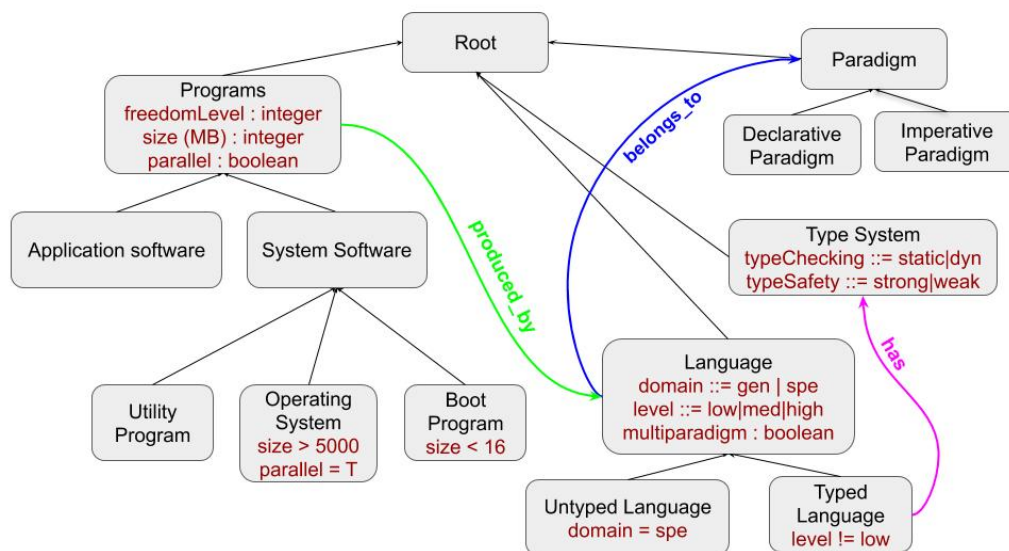 Root
Paradigm
Programs
freedomLevel : integer
size (MB) : integer
parallel : boolean
belongs_to
Declarative
Paradigm
Imperative
Paradigm
Application software
System Software
produced_by
Type System
typeChecking ::= static|dyn
typeSafety ::= strong|weak
has
Language
domain ::= gen | spe
level ::= low|med|high
multiparadigm : boolean
Utility
Program
Operating
System
size > 5000
parallel = T
Boot
Program
size < 16
Untyped Language
domain = spe
Typed
Language
level != low